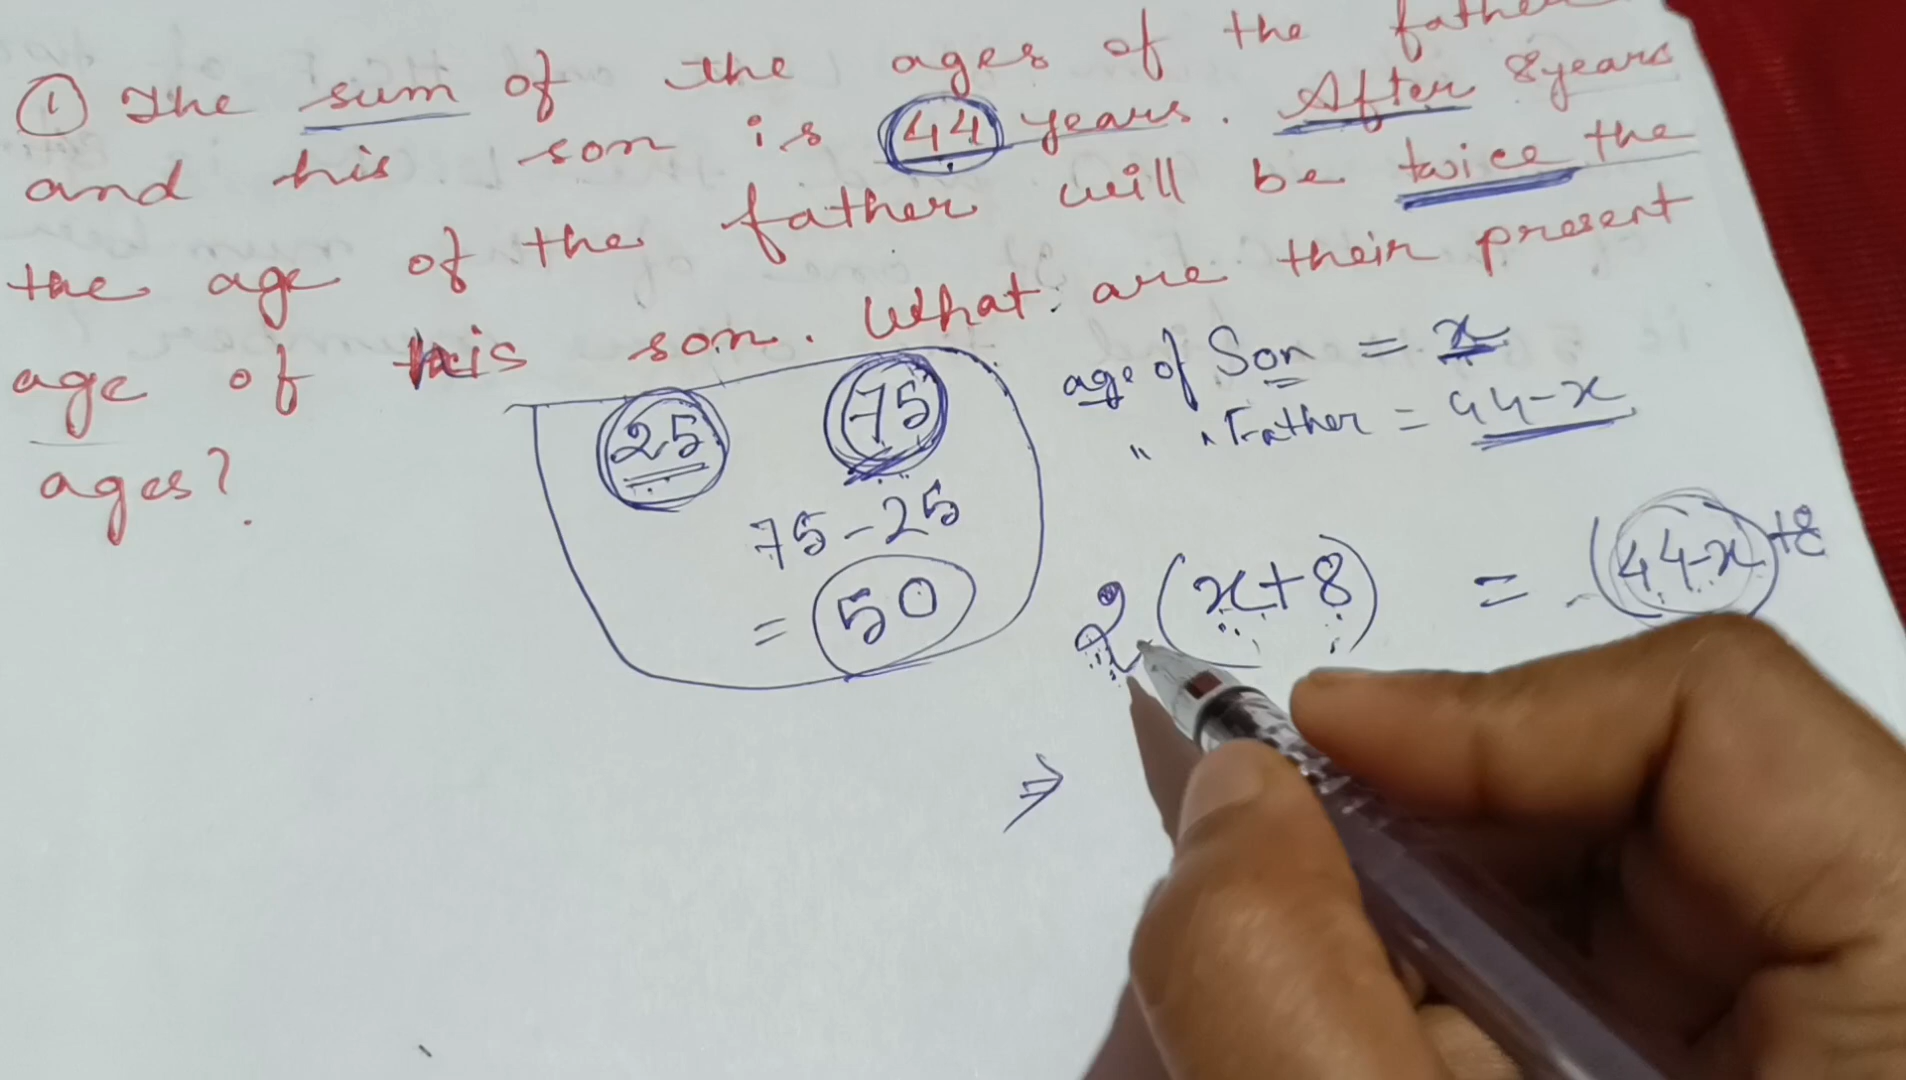 ① The sum of the ages of the father
and his son is 44 years. After 8 years
the age of the father will be twice the
age of his son. What are their present
ages?
25 75
75-25
= 50
age of Son = x
" " Father = 44-x
2(x+8) = (44-x)+8
⇒